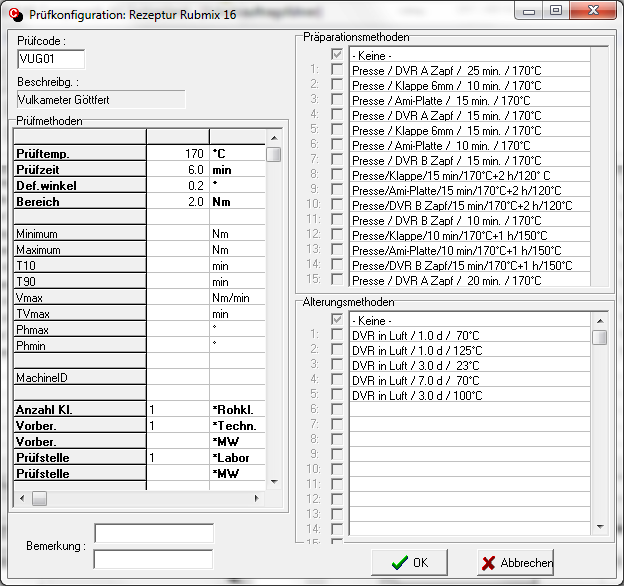 Prüfkonfiguration: Rezeptur Rubmix 16
Prüfcode :
VUG01
Beschreibg. :
Vulkameter Göttfert
Prüfmethoden
Prüftemp. 170 °C
Prüfzeit 6.0 min
Def.winkel 0.2 °
Bereich 2.0 Nm
Minimum Nm
Maximum Nm
T10 min
T90 min
Vmax Nm/min
TVmax min
Phmax °
Phmin °
MachineID
Anzahl Kl. 1 *Rohkl.
Vorber. 1 *Techn.
Vorber. *MW
Prüfstelle 1 *Labor
Prüfstelle *MW
Bemerkung :
Präparationsmethoden
- Keine -
1: Presse / DVR A Zapf / 25 min. / 170°C
2: Presse / Klappe 6mm / 10 min. / 170°C
3: Presse / Ami-Platte / 15 min. / 170°C
4: Presse / DVR A Zapf / 15 min. / 170°C
5: Presse / Klappe 6mm / 15 min. / 170°C
6: Presse / Ami-Platte / 10 min. / 170°C
7: Presse / DVR B Zapf / 15 min. / 170°C
8: Presse/Klappe/15 min/170°C+2 h/120° C
9: Presse/Ami-Platte/15 min/170°C+2 h/120°C
10: Presse/DVR B Zapf/15 min/170°C+2 h/120°C
11: Presse / DVR B Zapf / 10 min. / 170°C
12: Presse/Klappe/10 min/170°C+1 h/150°C
13: Presse/Ami-Platte/10 min/170°C+1 h/150°C
14: Presse/DVR B Zapf/15 min/170°C+1 h/150°C
15: Presse / DVR A Zapf / 20 min. / 170°C
Alterungsmethoden
- Keine -
1: DVR in Luft / 1.0 d / 70°C
2: DVR in Luft / 1.0 d / 125°C
3: DVR in Luft / 3.0 d / 23°C
4: DVR in Luft / 7.0 d / 70°C
5: DVR in Luft / 3.0 d / 100°C
6:
7:
8:
9:
10:
11:
12:
13:
14:
15:
OK
Abbrechen